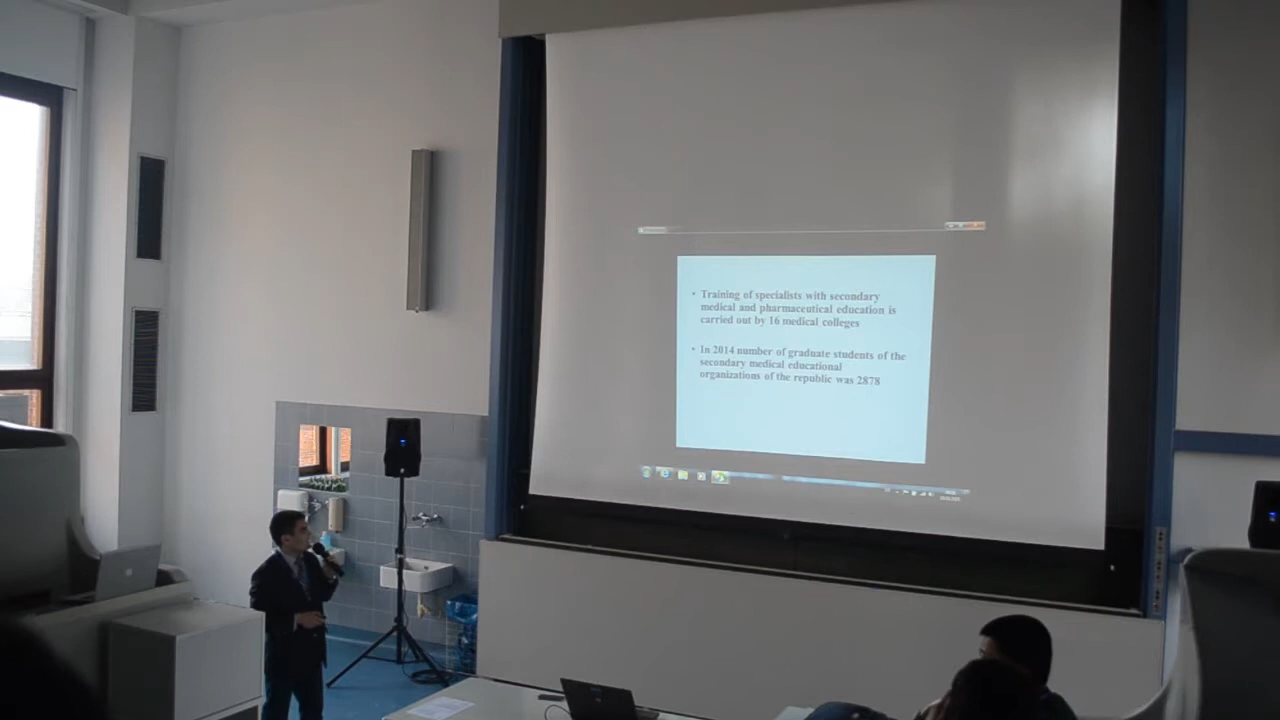 • Training of specialists with secondary
medical and pharmaceutical education is
carried out by 16 medical colleges
• In 2014 number of graduate students of the
secondary medical educational
organizations of the republic was 2878